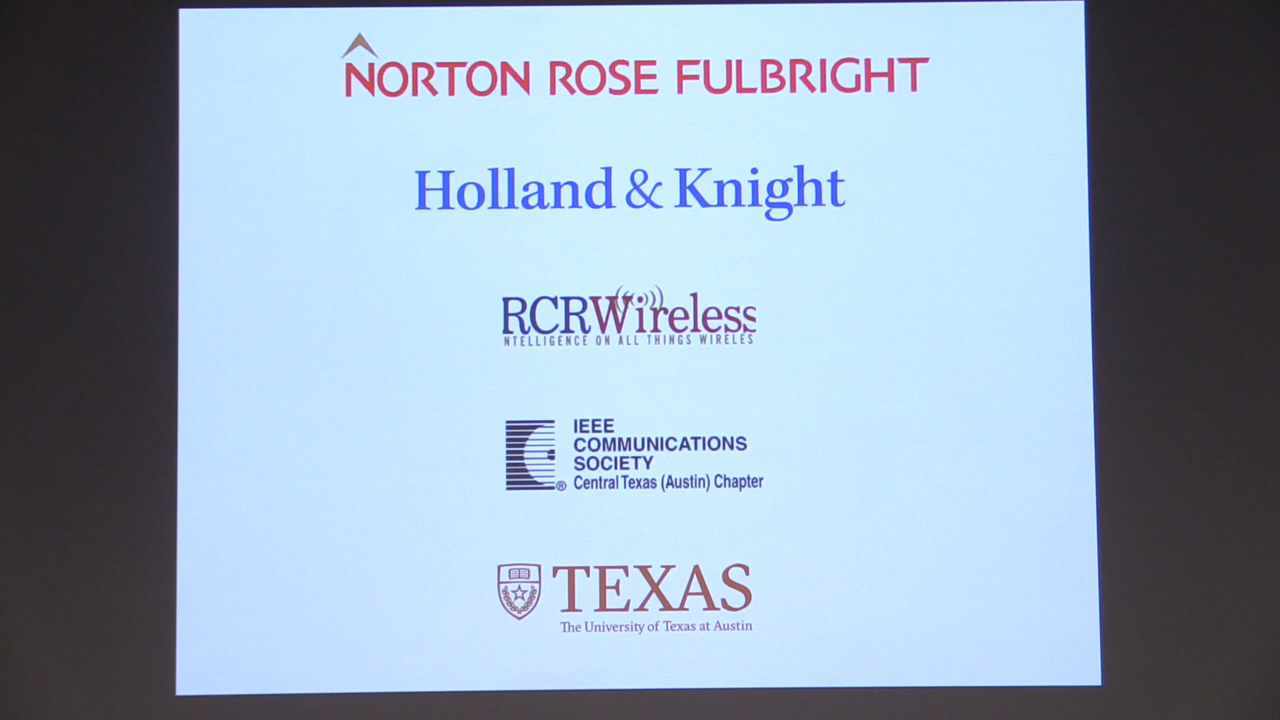 NORTON ROSE FULBRIGHT
Holland & Knight
RCRWireless
NTELLIGENCE ON ALL THINGS WIRELES
IEEE
COMMUNICATIONS
SOCIETY
® Central Texas (Austin) Chapter
TEXAS
The University of Texas at Austin